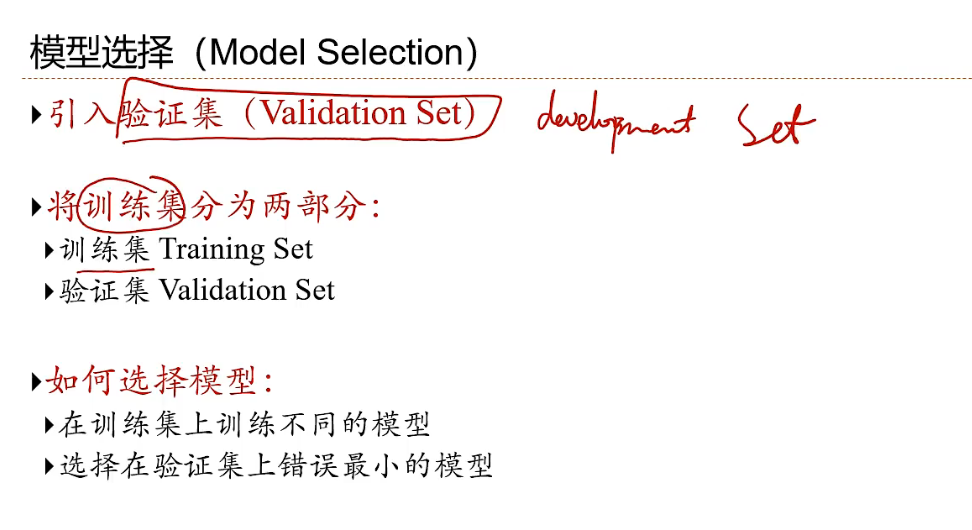 模型选择（Model Selection）
引入验证集（Validation Set） development Set
将训练集分为两部分：
训练集 Training Set
验证集 Validation Set
如何选择模型：
在训练集上训练不同的模型
选择在验证集上错误最小的模型